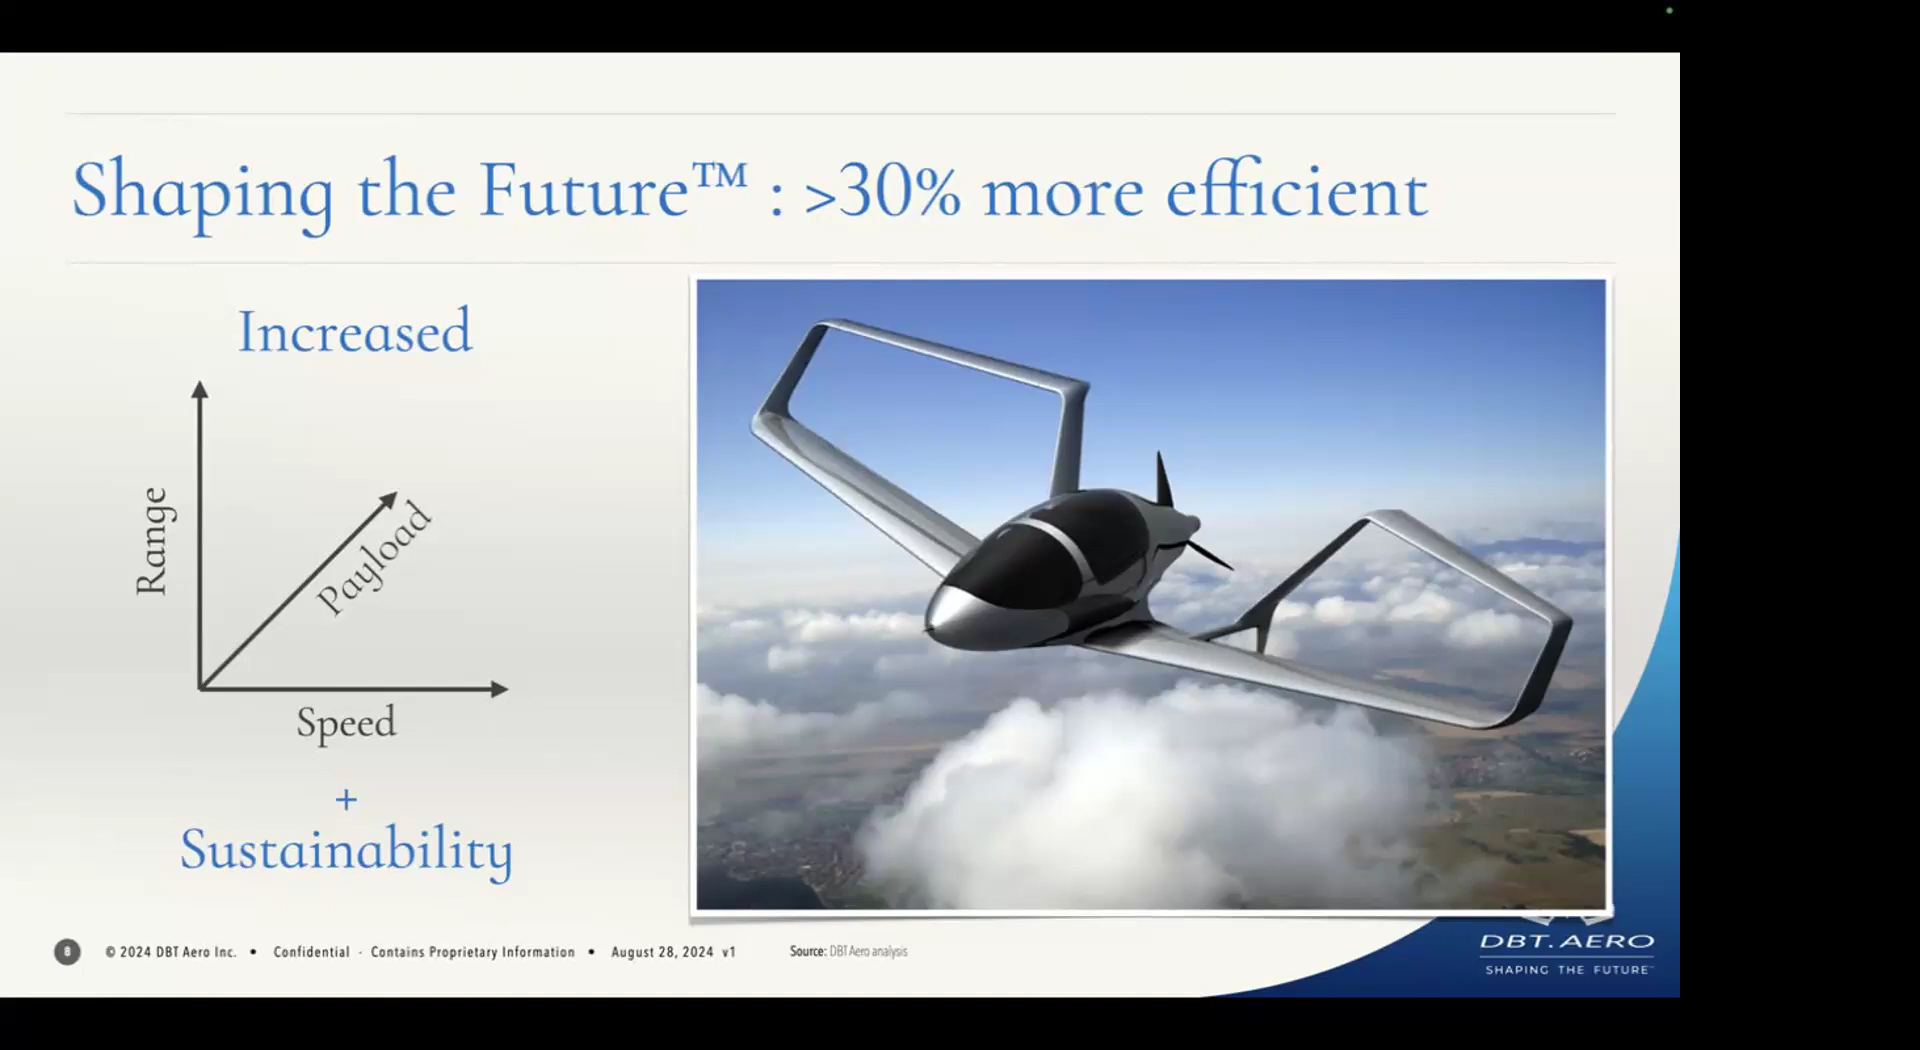 Shaping the Future™ : >30% more efficient
Increased
Range
Payload
Speed
+
Sustainability
8 © 2024 DBT Aero Inc. • Confidential - Contains Proprietary Information • August 28, 2024 v1 Source: DBT Aero analysis
DBT.AERO
SHAPING THE FUTURE™